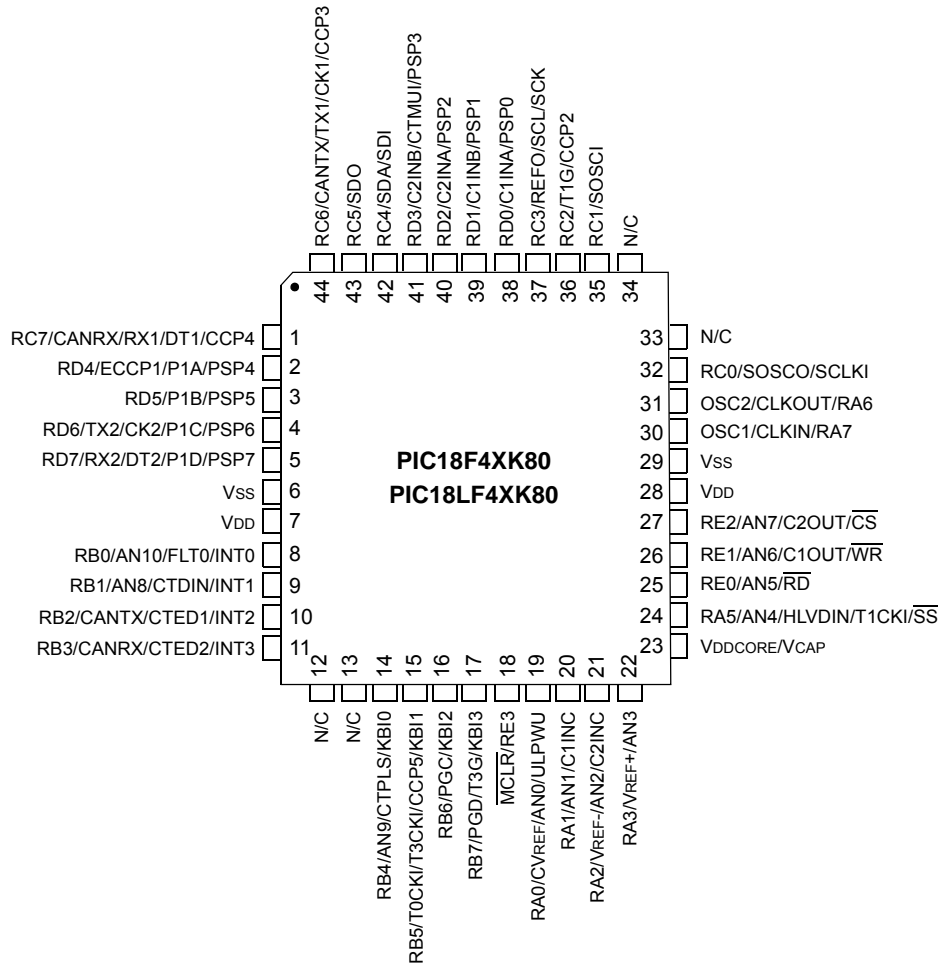 RC6/CANTX/TX1/CK1/CCP3
RC5/SDO
RC4/SDA/SDI
RD3/C2INB/CTMUI/PSP3
RD2/C2INA/PSP2
RD1/C1INB/PSP1
RD0/C1INA/PSP0
RC3/REFO/SCL/SCK
RC2/T1G/CCP2
RC1/SOSCI
N/C
44
43
42
41
40
39
38
37
36
35
34
RC7/CANRX/RX1/DT1/CCP4 1
RD4/ECCP1/P1A/PSP4 2
RD5/P1B/PSP5 3
RD6/TX2/CK2/P1C/PSP6 4
RD7/RX2/DT2/P1D/PSP7 5
VSS 6
VDD 7
RB0/AN10/FLT0/INT0 8
RB1/AN8/CTDIN/INT1 9
RB2/CANTX/CTED1/INT2 10
RB3/CANRX/CTED2/INT3 11
PIC18F4XK80
PIC18LF4XK80
33 N/C
32 RC0/SOSCO/SCLKI
31 OSC2/CLKOUT/RA6
30 OSC1/CLKIN/RA7
29 VSS
28 VDD
27 RE2/AN7/C2OUT/CS
26 RE1/AN6/C1OUT/WR
25 RE0/AN5/RD
24 RA5/AN4/HLVDIN/T1CKI/SS
23 VDDCORE/VCAP
12
13
14
15
16
17
18
19
20
21
22
N/C
N/C
RB4/AN9/CTPLS/KBI0
RB5/T0CKI/T3CKI/CCP5/KBI1
RB6/PGC/KBI2
RB7/PGD/T3G/KBI3
MCLR/RE3
RA0/CVREF/AN0/ULPWU
RA1/AN1/C1INC
RA2/VREF-/AN2/C2INC
RA3/VREF+/AN3